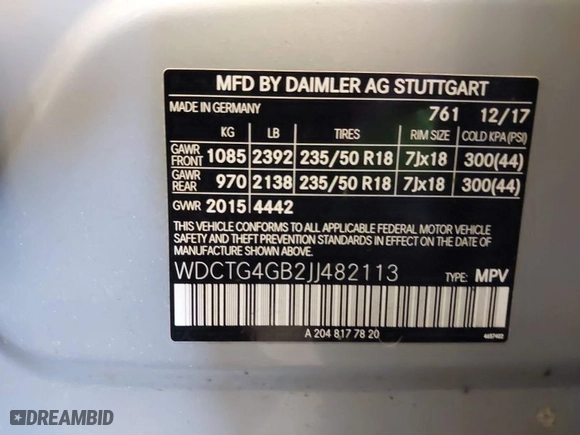 MFD BY DAIMLER AG STUTTGART
MADE IN GERMANY 761 12/17
KG LB TIRES RIM SIZE COLD KPA(PSI)
GAWR FRONT 1085 2392 235/50 R18 7Jx18 300(44)
GAWR REAR 970 2138 235/50 R18 7Jx18 300(44)
GVWR 2015 4442
THIS VEHICLE CONFORMS TO ALL APPLICABLE FEDERAL MOTOR VEHICLE
SAFETY AND THEFT PREVENTION STANDARDS IN EFFECT ON THE DATE
OF MANUFACTURE SHOWN ABOVE.
WDCTG4GB2JJ482113 TYPE: MPV
A 204 817 78 20
DREAMBID